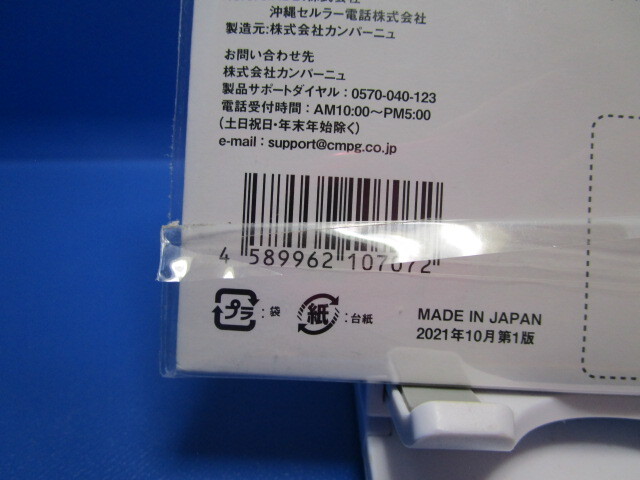 沖縄セルラー電話株式会社
製造元:株式会社カンパーニュ
お問い合わせ先
株式会社カンパーニュ
製品サポートダイヤル:0570-040-123
電話受付時間:AM10:00〜PM5:00
(土日祝日・年末年始除く)
e-mail:support@cmpg.co.jp
4 589962 107072
プラ:袋 紙:台紙
MADE IN JAPAN
2021年10月第1版